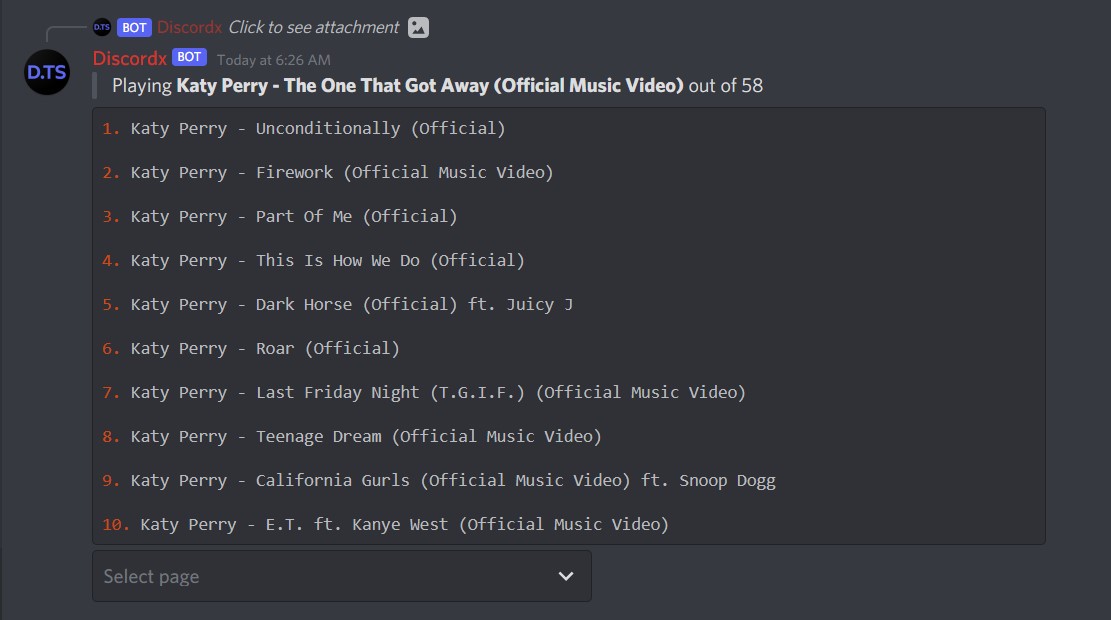 D.TS BOT Discordx Click to see attachment
D.TS
Discordx BOT Today at 6:26 AM
Playing Katy Perry - The One That Got Away (Official Music Video) out of 58
1. Katy Perry - Unconditionally (Official)
2. Katy Perry - Firework (Official Music Video)
3. Katy Perry - Part Of Me (Official)
4. Katy Perry - This Is How We Do (Official)
5. Katy Perry - Dark Horse (Official) ft. Juicy J
6. Katy Perry - Roar (Official)
7. Katy Perry - Last Friday Night (T.G.I.F.) (Official Music Video)
8. Katy Perry - Teenage Dream (Official Music Video)
9. Katy Perry - California Gurls (Official Music Video) ft. Snoop Dogg
10. Katy Perry - E.T. ft. Kanye West (Official Music Video)
Select page